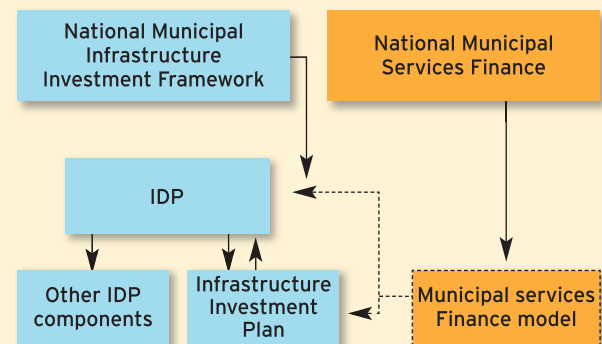 National Municipal
Infrastructure
Investment Framework
National Municipal
Services Finance
IDP
Other IDP
components
Infrastructure
Investment
Plan
Municipal services
Finance model